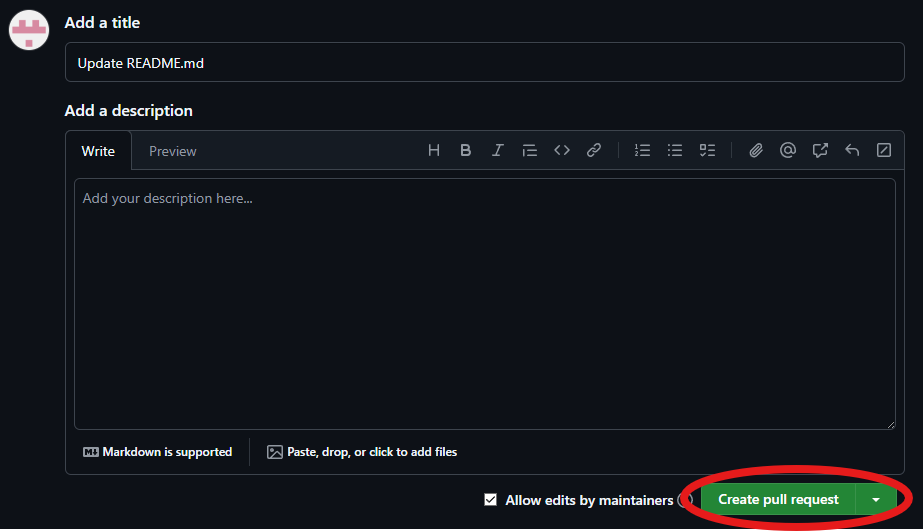 Add a title
Update README.md
Add a description
Write Preview
Add your description here...
Markdown is supported Paste, drop, or click to add files
Allow edits by maintainers Create pull request